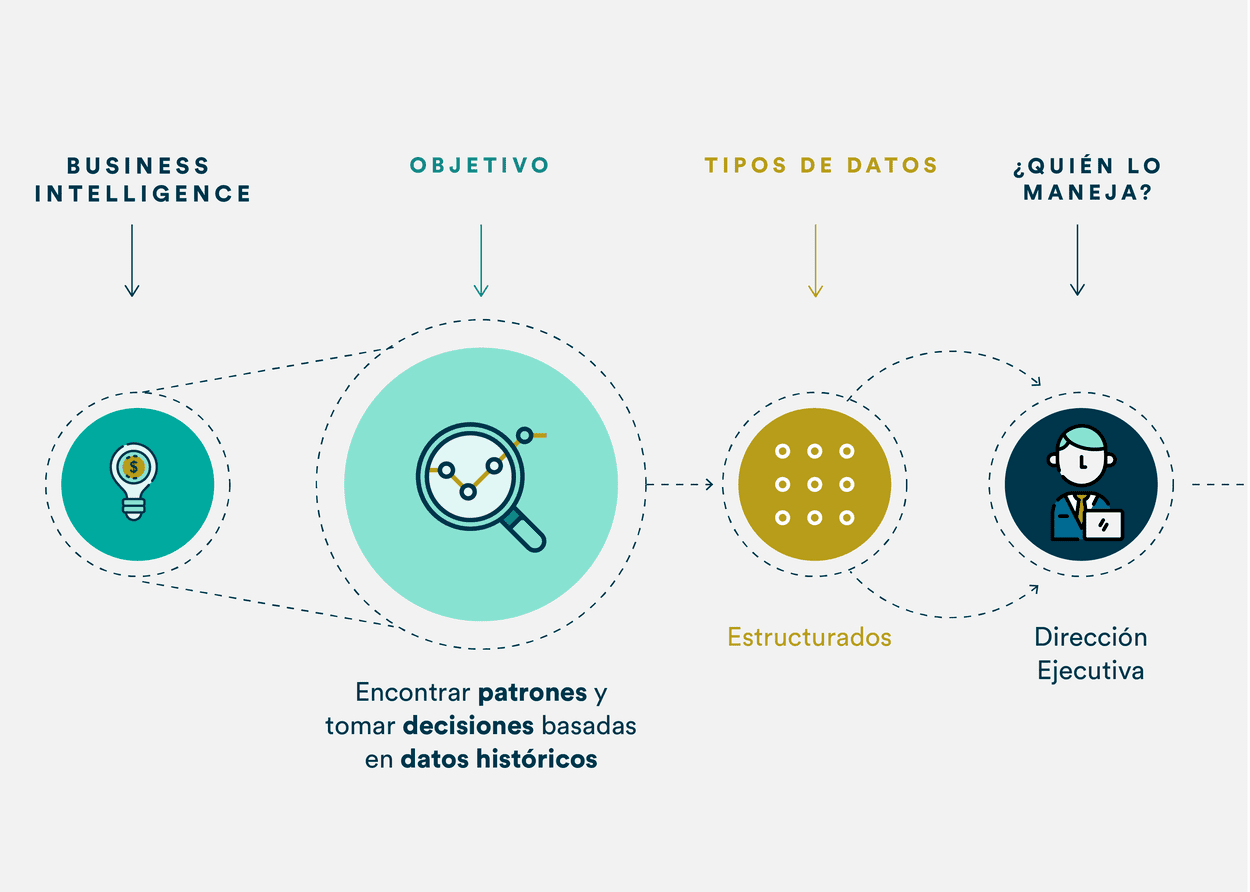 BUSINESS
INTELLIGENCE
OBJETIVO
TIPOS DE DATOS
¿QUIÉN LO
MANEJA?
$
Encontrar patrones y
tomar decisiones basadas
en datos históricos
Estructurados
Dirección
Ejecutiva